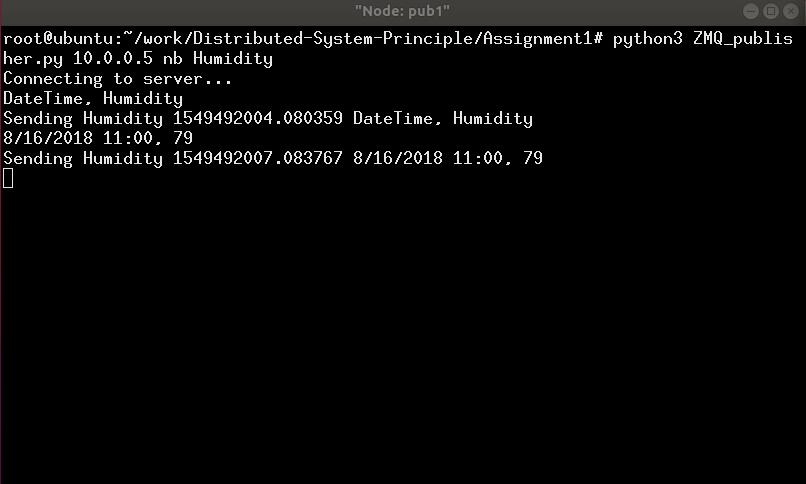 "Node: pub1"
root@ubuntu:~/work/Distributed-System-Principle/Assignment1# python3 ZMQ_publis
her.py 10.0.0.5 nb Humidity
Connecting to server...
DateTime, Humidity
Sending Humidity 1549492004.080359 DateTime, Humidity
8/16/2018 11:00, 79
Sending Humidity 1549492007.083767 8/16/2018 11:00, 79